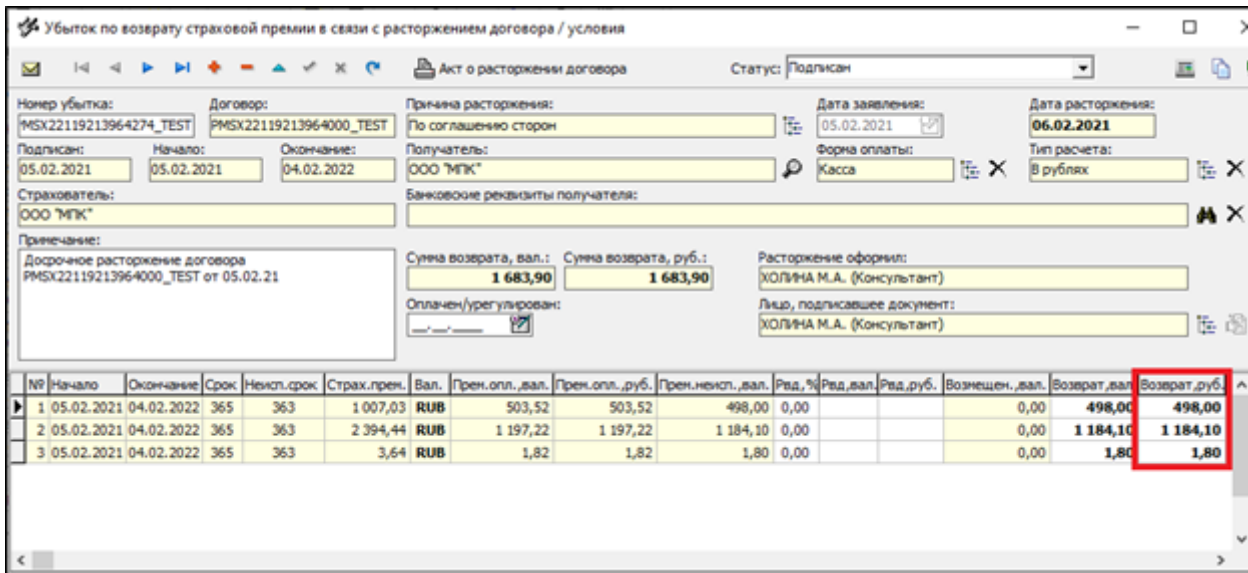 Убыток по возврату страховой премии в связи с расторжением договора / условия
Акт о расторжении договора Статус: Подписан
Номер убытка: Договор: Причина расторжения: Дата заявления: Дата расторжения:
MSX22119213964274_TEST PMSX22119213964000_TEST По соглашению сторон 05.02.2021 06.02.2021
Подписан: Начало: Окончание: Получатель: Форма оплаты: Тип расчета:
05.02.2021 05.02.2021 04.02.2022 ООО "МПК" Касса В рублях
Страхователь: Банковские реквизиты получателя:
ООО "МПК"
Примечание:
Досрочное расторжение договора
PMSX22119213964000_TEST от 05.02.21
Сумма возврата, вал.: Сумма возврата, руб.: Расторжение оформил:
1 683,90 1 683,90 ХОЛИНА М.А. (Консультант)
Оплачен/урегулирован: Лицо, подписавшее документ:
__.__.____ ХОЛИНА М.А. (Консультант)
№ Начало Окончание Срок Неисп.срок Страх.прем. Вал. Прем.опл.,вал. Прем.опл.,руб. Прем.неисп.,вал. Рвд,% Рвд,вал. Рвд,руб. Возмещен.,вал. Возврат,вал Возврат,руб.
1 05.02.2021 04.02.2022 365 363 1 007,03 RUB 503,52 503,52 498,00 0,00 0,00 498,00 498,00
2 05.02.2021 04.02.2022 365 363 2 394,44 RUB 1 197,22 1 197,22 1 184,10 0,00 0,00 1 184,10 1 184,10
3 05.02.2021 04.02.2022 365 363 3,64 RUB 1,82 1,82 1,80 0,00 0,00 1,80 1,80